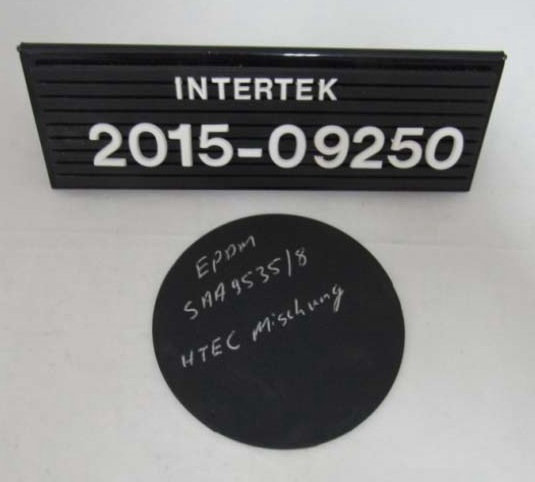 INTERTEK
2015-09250
EPDM
SAA9535/8
HTEC Mischung